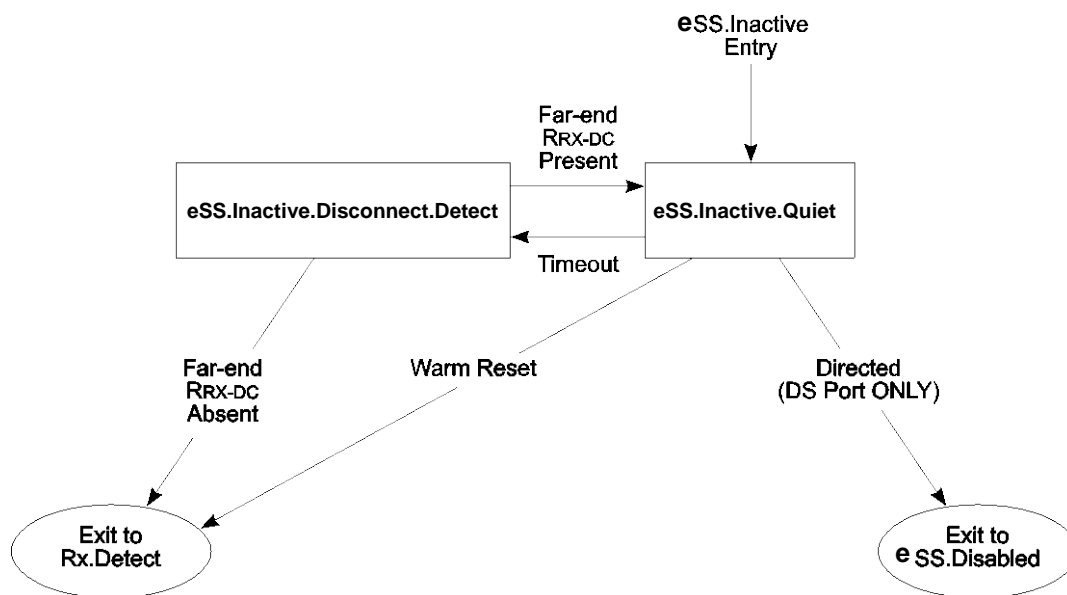 eSS.Inactive
Entry
Far-end
RRX-DC
Present
eSS.Inactive.Disconnect.Detect
eSS.Inactive.Quiet
Timeout
Far-end
RRX-DC
Absent
Warm Reset
Directed
(DS Port ONLY)
Exit to
Rx.Detect
Exit to
eSS.Disabled